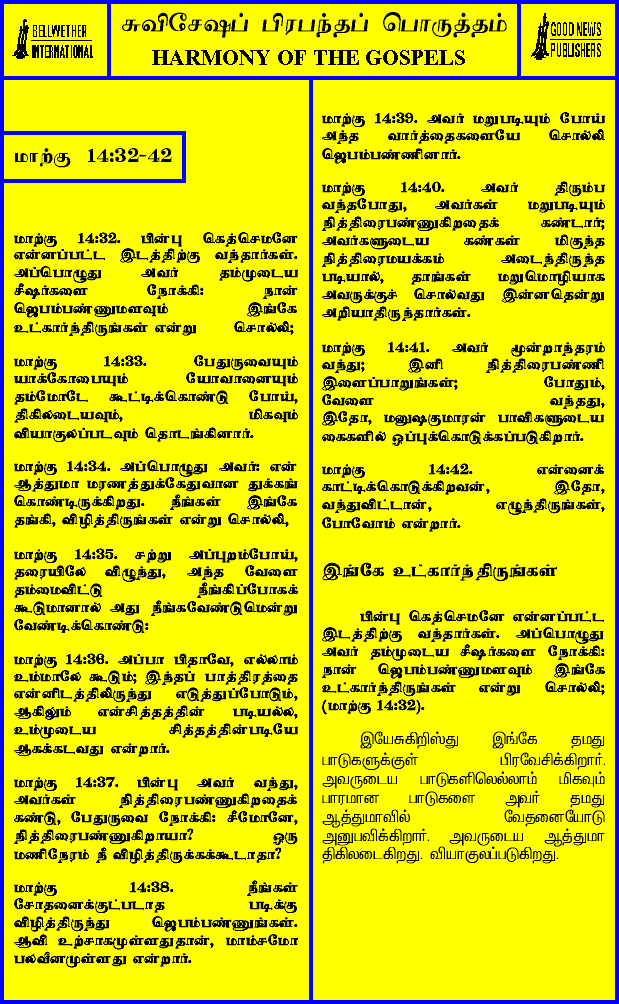 BELLWETHER
INTERNATIONAL
சுவிசேஷப் பிரபந்தப் பொருத்தம்
HARMONY OF THE GOSPELS
GOOD NEWS
PUBLISHERS
மாற்கு 14:32-42
மாற்கு 14:32. பின்பு கெத்செமனே
என்னப்பட்ட இடத்திற்கு வந்தார்கள்.
அப்பொழுது அவர் தம்முடைய
சீஷர்களை நோக்கி: நான்
ஜெபம்பண்ணுமளவும் இங்கே
உட்கார்ந்திருங்கள் என்று சொல்லி;
மாற்கு 14:33. பேதுருவையும்
யாக்கோபையும் யோவானையும்
தம்மோடே கூட்டிக்கொண்டு போய்,
திகிலடையவும், மிகவும்
வியாகுலப்படவும் தொடங்கினார்.
மாற்கு 14:34. அப்பொழுது அவர்: என்
ஆத்துமா மரணத்துக்கேதுவான துக்கங்
கொண்டிருக்கிறது. நீங்கள் இங்கே
தங்கி, விழித்திருங்கள் என்று சொல்லி,
மாற்கு 14:35. சற்று அப்புறம்போய்,
தரையிலே விழுந்து, அந்த வேளை
தம்மைவிட்டு நீங்கிப்போகக்
கூடுமானால் அது நீங்கவேண்டுமென்று
வேண்டிக்கொண்டு:
மாற்கு 14:36. அப்பா பிதாவே, எல்லாம்
உம்மாலே கூடும்; இந்தப் பாத்திரத்தை
என்னிடத்திலிருந்து எடுத்துப்போடும்,
ஆகிலும் என்சித்தத்தின் படியல்ல,
உம்முடைய சித்தத்தின்படியே
ஆகக்கடவது என்றார்.
மாற்கு 14:37. பின்பு அவர் வந்து,
அவர்கள் நித்திரைபண்ணுகிறதைக்
கண்டு, பேதுருவை நோக்கி: சீமோனே,
நித்திரைபண்ணுகிறாயா? ஒரு
மணிநேரம் நீ விழித்திருக்கக்கூடாதா?
மாற்கு 14:38. நீங்கள்
சோதனைக்குட்படாத படிக்கு
விழித்திருந்து ஜெபம்பண்ணுங்கள்.
ஆவி உற்சாகமுள்ளதுதான், மாம்சமோ
பலவீனமுள்ளது என்றார்.
மாற்கு 14:39. அவர் மறுபடியும் போய்
அந்த வார்த்தைகளையே சொல்லி
ஜெபம்பண்ணினார்.
மாற்கு 14:40. அவர் திரும்ப
வந்தபோது, அவர்கள் மறுபடியும்
நித்திரைபண்ணுகிறதைக் கண்டார்;
அவர்களுடைய கண்கள் மிகுந்த
நித்திரைமயக்கம் அடைந்திருந்த
படியால், தாங்கள் மறுமொழியாக
அவருக்குச் சொல்வது இன்னதென்று
அறியாதிருந்தார்கள்.
மாற்கு 14:41. அவர் மூன்றாந்தரம்
வந்து; இனி நித்திரைபண்ணி
இளைப்பாறுங்கள்; போதும்,
வேளை வந்தது,
இதோ, மனுஷகுமாரன் பாவிகளுடைய
கைகளில் ஒப்புக்கொடுக்கப்படுகிறார்.
மாற்கு 14:42. என்னைக்
காட்டிக்கொடுக்கிறவன், இதோ,
வந்துவிட்டான், எழுந்திருங்கள்,
போவோம் என்றார்.
இங்கே உட்கார்ந்திருங்கள்
பின்பு கெத்செமனே என்னப்பட்ட
இடத்திற்கு வந்தார்கள். அப்பொழுது
அவர் தம்முடைய சீஷர்களை நோக்கி:
நான் ஜெபம்பண்ணுமளவும் இங்கே
உட்கார்ந்திருங்கள் என்று சொல்லி;
(மாற்கு 14:32).
இயேசுகிறிஸ்து இங்கே தமது
பாடுகளுக்குள் பிரவேசிக்கிறார்.
அவருடைய பாடுகளிலெல்லாம் மிகவும்
பாரமான பாடுகளை அவர் தமது
ஆத்துமாவில் வேதனையோடு
அனுபவிக்கிறார். அவருடைய ஆத்துமா
திகிலடைகிறது. வியாகுலப்படுகிறது.